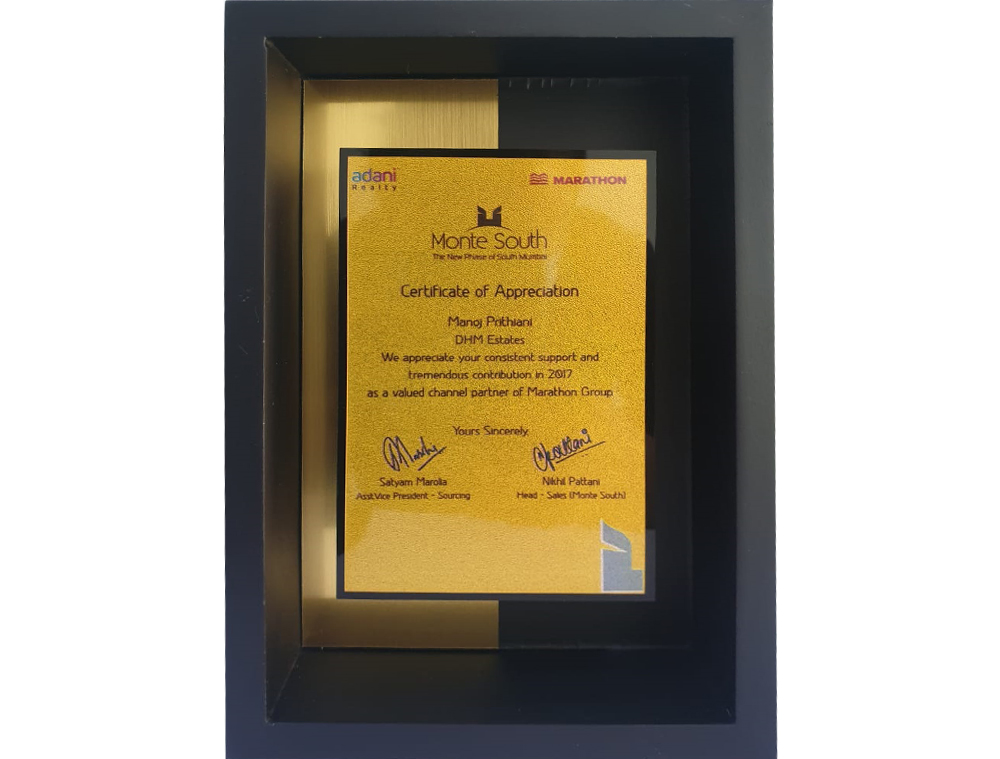 adani
Realty
MARATHON
Monte South
The New Phase of South Mumbai
Certificate of Appreciation
Manoj Prithiani
DHM Estates
We appreciate your consistent support and
tremendous contribution in 2017
as a valued channel partner of Marathon Group
Yours Sincerely
Satyam Marolia
Asst.Vice President - Sourcing
Nikhil Pattani
Head - Sales (Monte South)